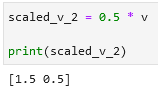 scaled_v_2 = 0.5 * v
print(scaled_v_2)
[1.5 0.5]